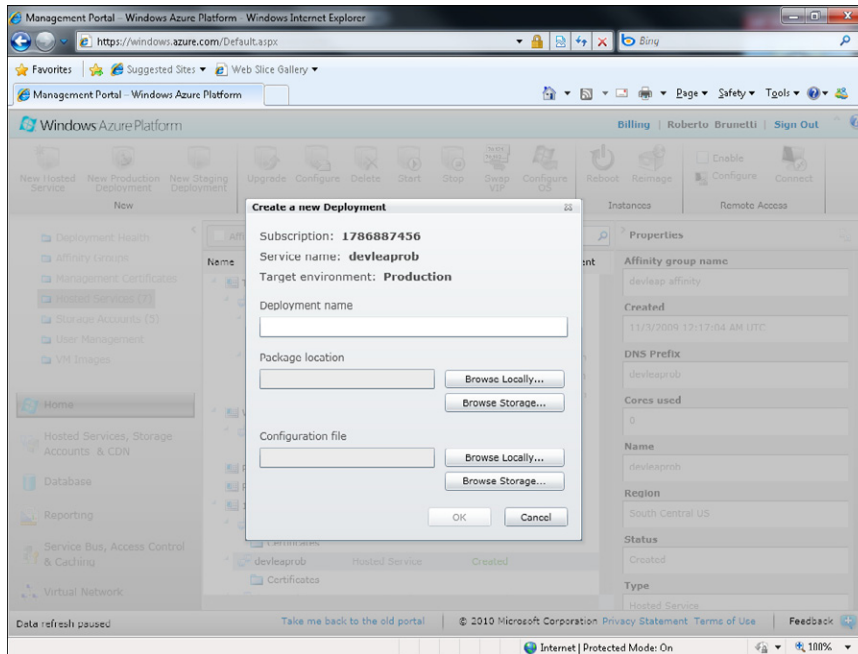 Management Portal - Windows Azure Platform - Windows Internet Explorer
https://windows.azure.com/Default.aspx
Bing
Favorites
Suggested Sites
Web Slice Gallery
Management Portal - Windows Azure Platform
Page
Safety
Tools
Windows Azure Platform
Billing | Roberto Brunetti | Sign Out
New Hosted Service
New Production Deployment
New Staging Deployment
Upgrade
Configure
Delete
Start
Stop
Swap VIP
Configure OS
Reboot
Reimage
Enable
Configure
Connect
New
Instances
Remote Access
Deployment Health
Affinity Groups
Management Certificates
Hosted Services (7)
Storage Accounts (5)
User Management
VM Images
Home
Hosted Services, Storage Accounts & CDN
Database
Reporting
Service Bus, Access Control & Caching
Virtual Network
Name
Create a new Deployment
Subscription: 1786887456
Service name: devleaprob
Target environment: Production
Deployment name
Package location
Browse Locally...
Browse Storage...
Configuration file
Browse Locally...
Browse Storage...
OK
Cancel
Certificates
devleaprob
Hosted Service
Created
Certificates
Properties
Affinity group name
devleap affinity
Created
11/3/2009 12:17:04 AM UTC
DNS Prefix
devleaprob
Cores used
0
Name
devleaprob
Region
South Central US
Status
Created
Type
Hosted Service
Data refresh paused
Take me back to the old portal
© 2010 Microsoft Corporation
Privacy Statement
Terms of Use
Feedback
Internet | Protected Mode: On
100%